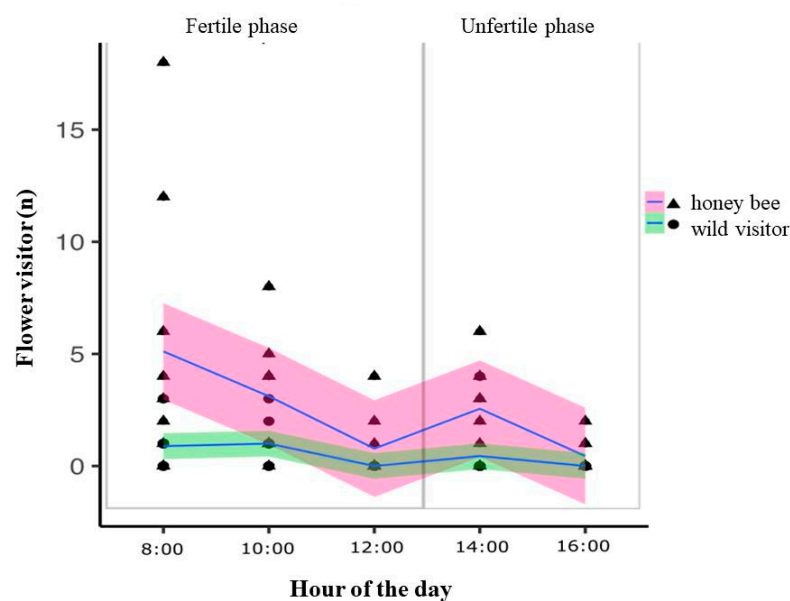 Fertile phase
Unfertile phase
15
10
5
0
Flower visitor (n)
8:00
10:00
12:00
14:00
16:00
Hour of the day
honey bee
wild visitor